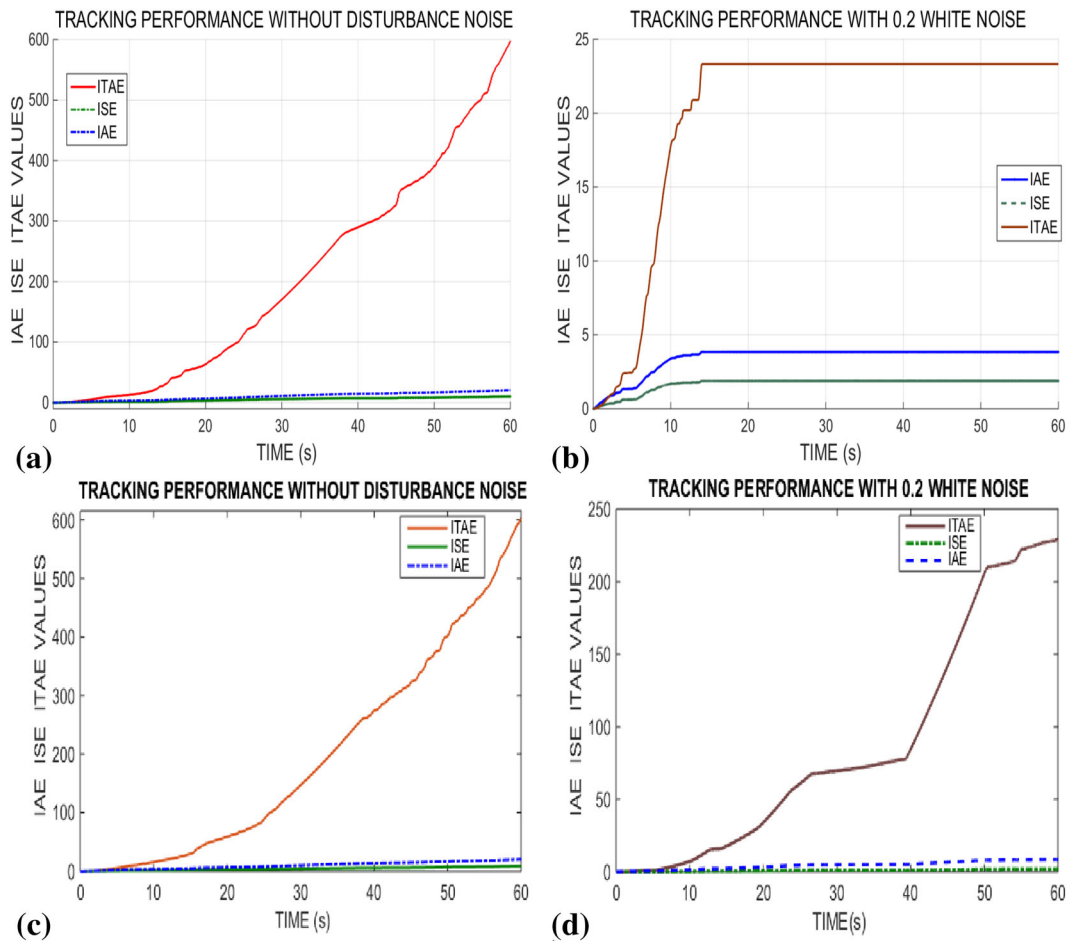 TRACKING PERFORMANCE WITHOUT DISTURBANCE NOISE
IAE ISE ITAE VALUES
600
500
400
300
200
100
0
ITAE
ISE
IAE
0 10 20 30 40 50 60
TIME (s)
(a)
TRACKING PERFORMANCE WITH 0.2 WHITE NOISE
IAE ISE ITAE VALUES
25
20
15
10
5
0
IAE
ISE
ITAE
0 10 20 30 40 50 60
TIME (s)
(b)
TRACKING PERFORMANCE WITHOUT DISTURBANCE NOISE
IAE ISE ITAE VALUES
600
500
400
300
200
100
0
ITAE
ISE
IAE
0 10 20 30 40 50 60
TIME (s)
(c)
TRACKING PERFORMANCE WITH 0.2 WHITE NOISE
IAE ISE ITAE VALUES
250
200
150
100
50
0
ITAE
ISE
IAE
0 10 20 30 40 50 60
TIME(s)
(d)